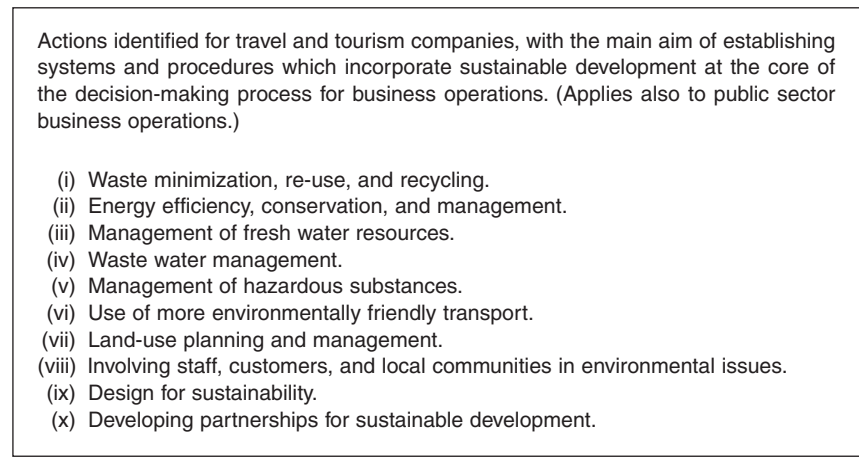 Actions identified for travel and tourism companies, with the main aim of establishing
systems and procedures which incorporate sustainable development at the core of
the decision-making process for business operations. (Applies also to public sector
business operations.)
(i) Waste minimization, re-use, and recycling.
(ii) Energy efficiency, conservation, and management.
(iii) Management of fresh water resources.
(iv) Waste water management.
(v) Management of hazardous substances.
(vi) Use of more environmentally friendly transport.
(vii) Land-use planning and management.
(viii) Involving staff, customers, and local communities in environmental issues.
(ix) Design for sustainability.
(x) Developing partnerships for sustainable development.